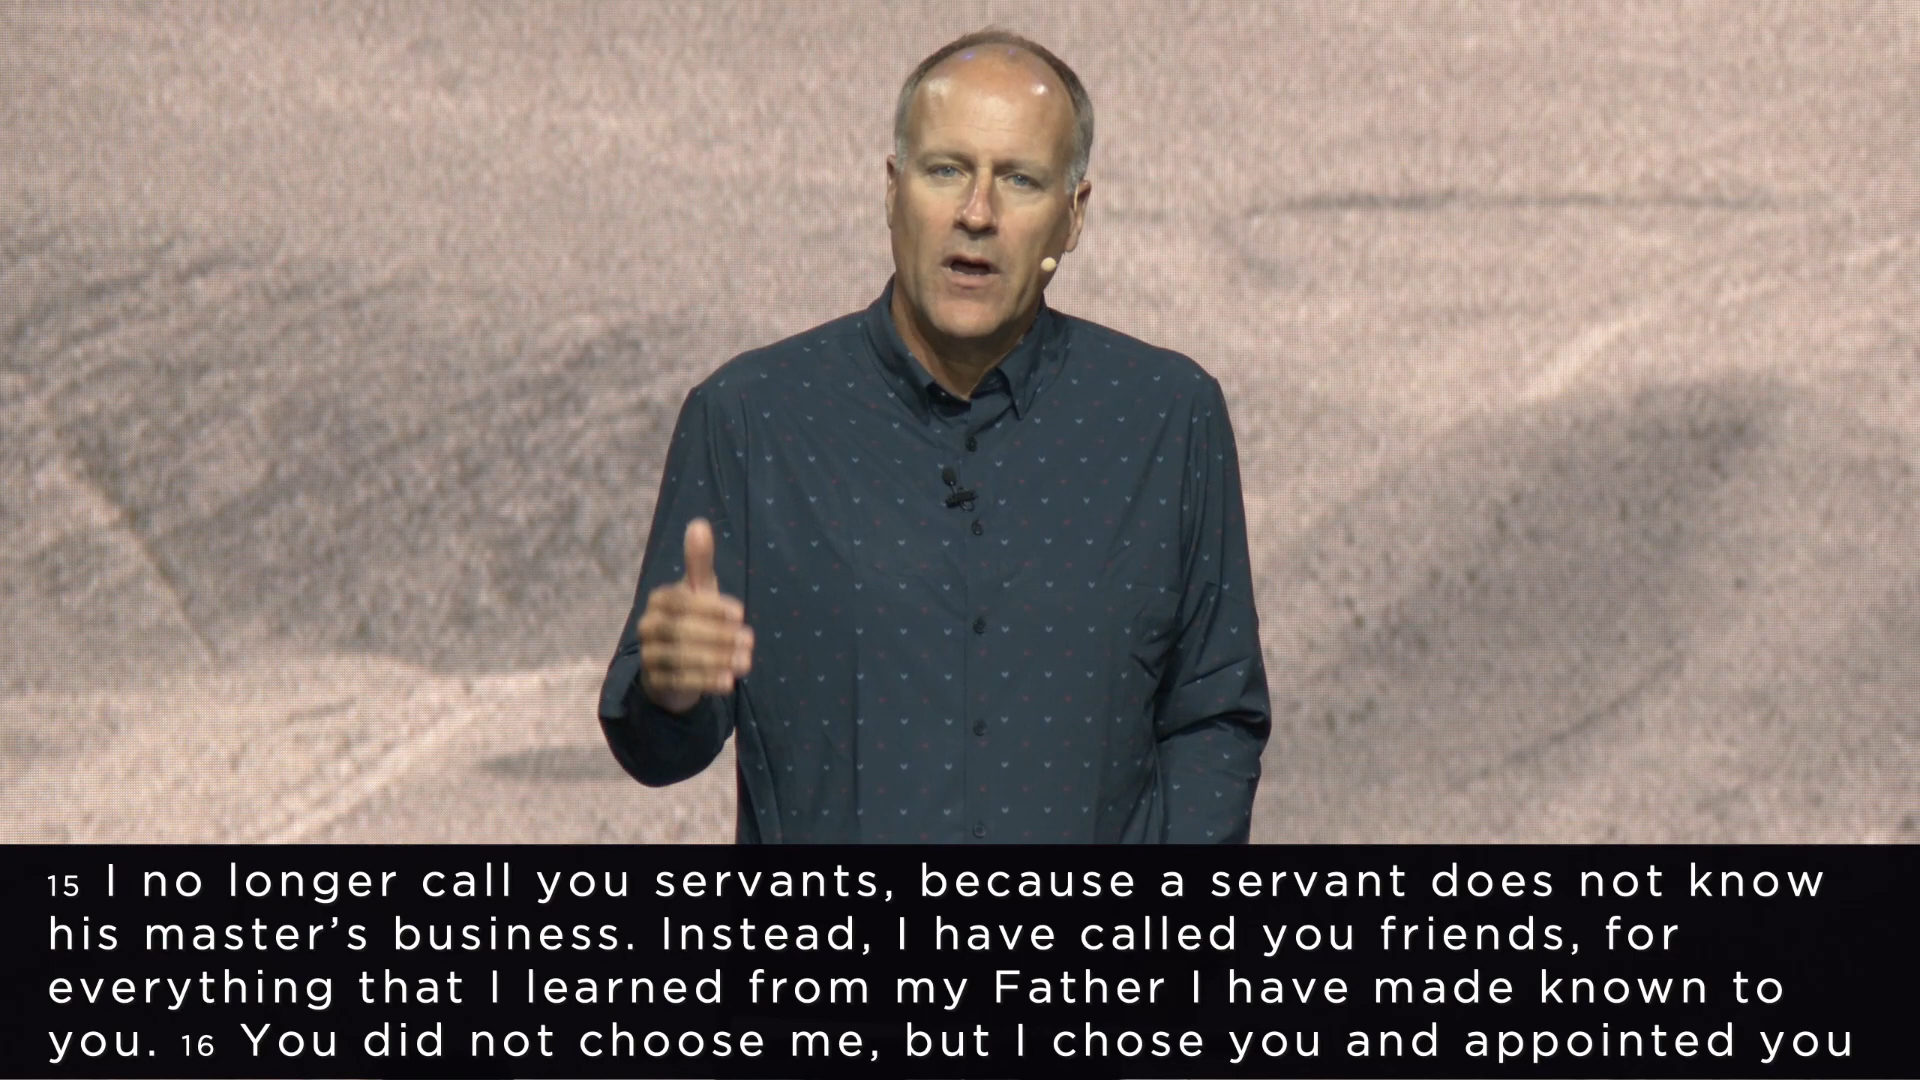 15 I no longer call you servants, because a servant does not know
his master’s business. Instead, I have called you friends, for
everything that I learned from my Father I have made known to
you. 16 You did not choose me, but I chose you and appointed you